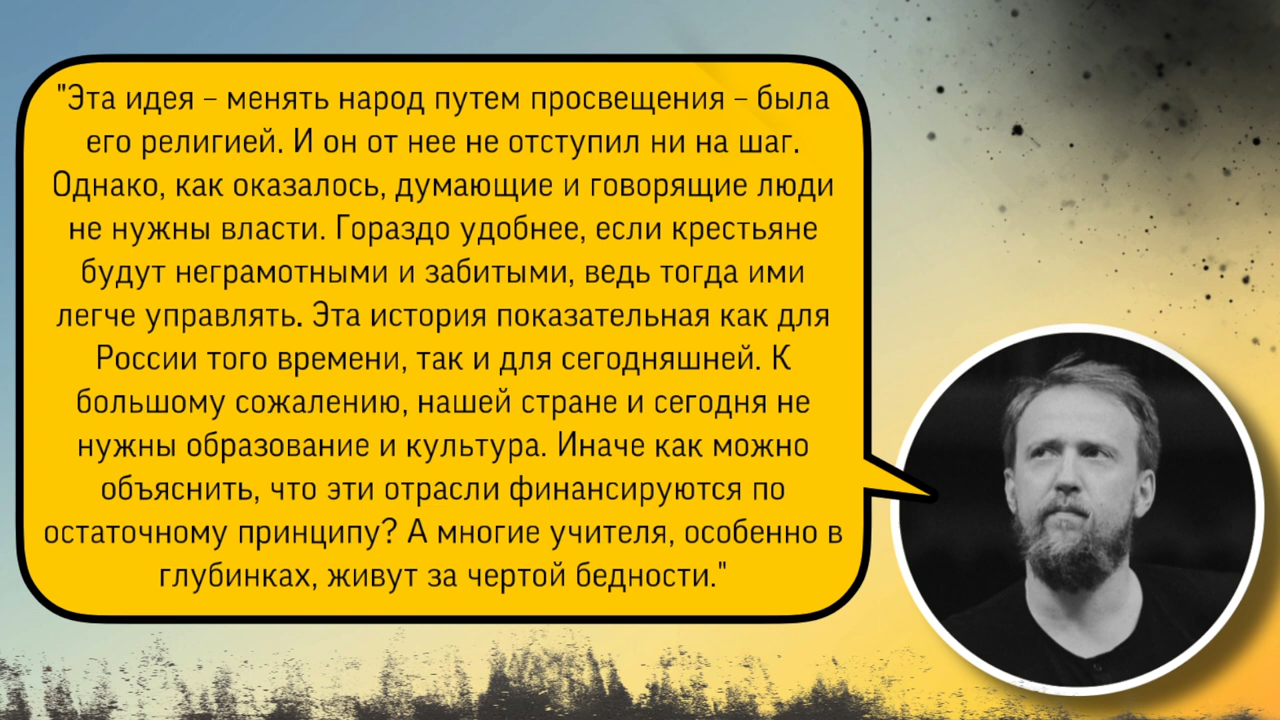 "Эта идея – менять народ путем просвещения – была
его религией. И он от нее не отступил ни на шаг.
Однако, как оказалось, думающие и говорящие люди
не нужны власти. Гораздо удобнее, если крестьяне
будут неграмотными и забитыми, ведь тогда ими
легче управлять. Эта история показательная как для
России того времени, так и для сегодняшней. К
большому сожалению, нашей стране и сегодня не
нужны образование и культура. Иначе как можно
объяснить, что эти отрасли финансируются по
остаточному принципу? А многие учителя, особенно в
глубинках, живут за чертой бедности."